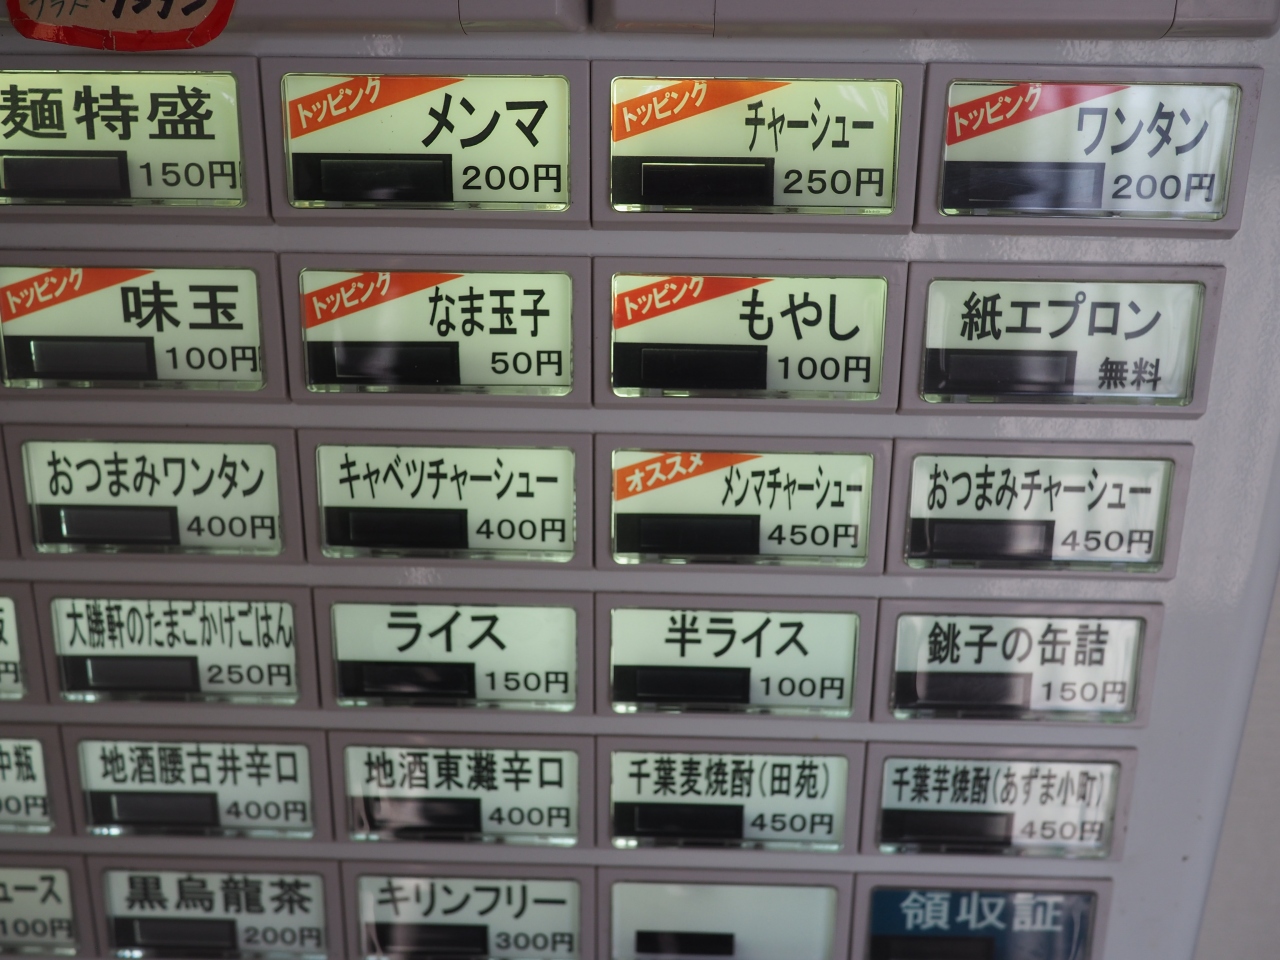 ワンタン
麺特盛
150円
トッピング
メンマ
200円
トッピング
チャーシュー
250円
トッピング
ワンタン
200円
トッピング
味玉
100円
トッピング
なま玉子
50円
トッピング
もやし
100円
紙エプロン
無料
おつまみワンタン
400円
キャベツチャーシュー
400円
オススメ
メンマチャーシュー
450円
おつまみチャーシュー
450円
円
大勝軒のたまごかけごはん
250円
ライス
150円
半ライス
100円
銚子の缶詰
150円
中瓶
00円
地酒腰古井辛口
400円
地酒東灘辛口
400円
千葉麦焼酎(田苑)
450円
千葉芋焼酎(あずま小町)
450円
ュース
100円
黒烏龍茶
200円
キリンフリー
300円
領収証